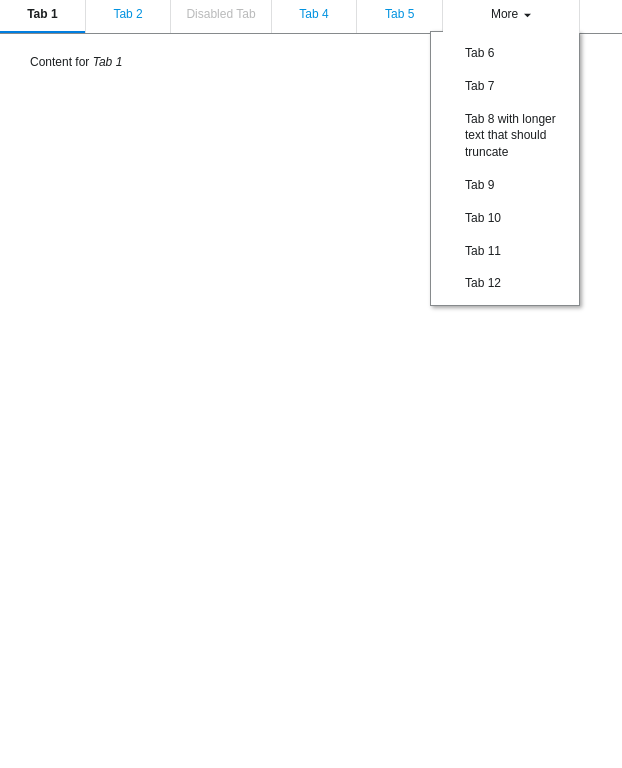 Tab 1 Tab 2 Disabled Tab Tab 4 Tab 5 More
Content for Tab 1
Tab 6
Tab 7
Tab 8 with longer
text that should
truncate
Tab 9
Tab 10
Tab 11
Tab 12